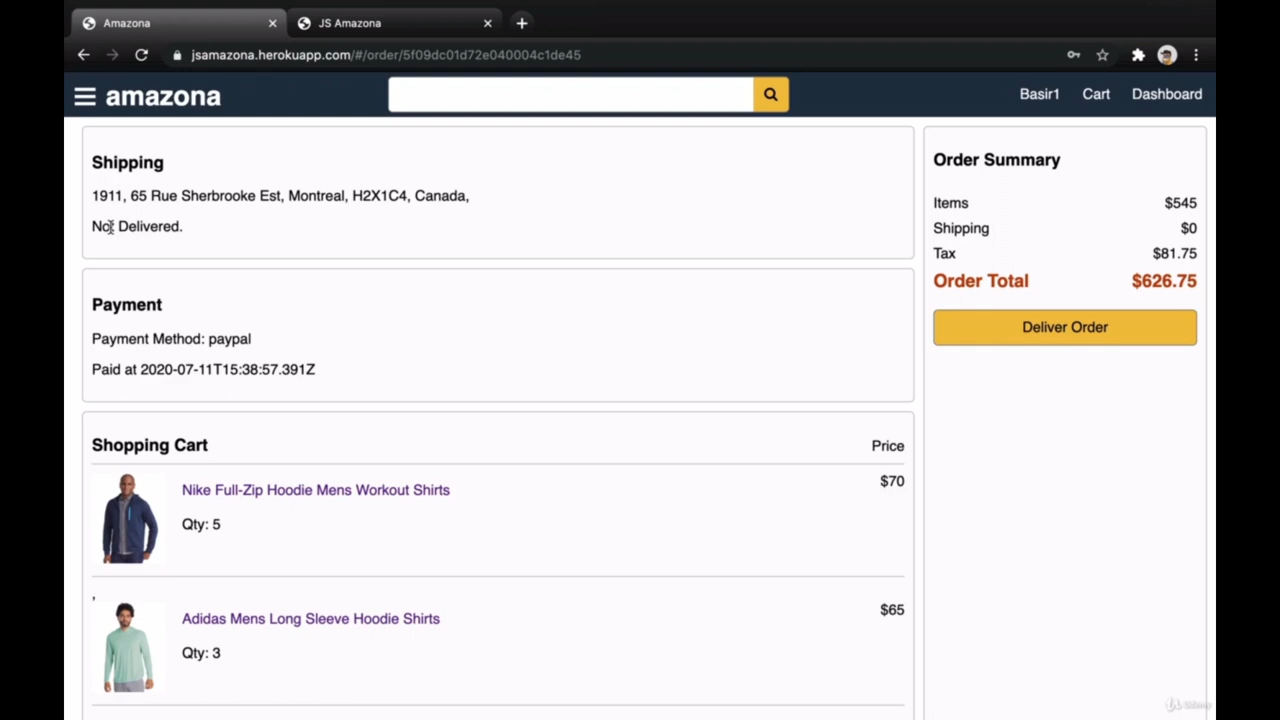 Amazona
JS Amazona
jsamazona.herokuapp.com/#/order/5f09dc01d72e040004c1de45
amazona
Basir1
Cart
Dashboard
Shipping
1911, 65 Rue Sherbrooke Est, Montreal, H2X1C4, Canada,
Not Delivered.
Payment
Payment Method: paypal
Paid at 2020-07-11T15:38:57.391Z
Shopping Cart
Price
Nike Full-Zip Hoodie Mens Workout Shirts
$70
Qty: 5
,
Adidas Mens Long Sleeve Hoodie Shirts
$65
Qty: 3
Order Summary
Items $545
Shipping $0
Tax $81.75
Order Total $626.75
Deliver Order
Udemy